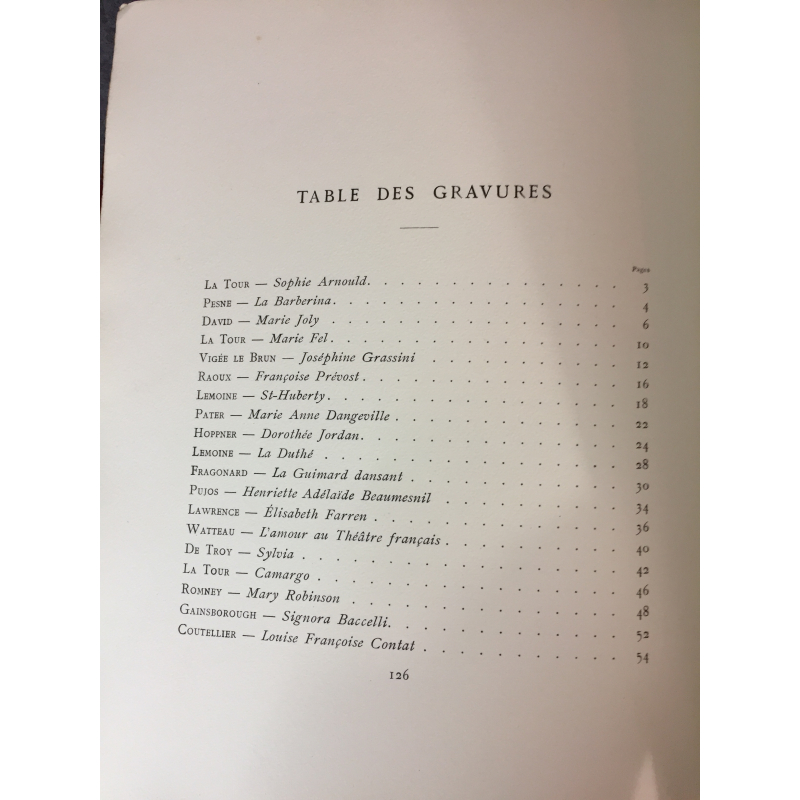 TABLE DES GRAVURES
Pages
LA TOUR — Sophie Arnould. . . . . . . . . . . . . . 3
PESNE — La Barberina. . . . . . . . . . . . . . . . 4
DAVID — Marie Joly . . . . . . . . . . . . . . . . 6
LA TOUR — Marie Fel. . . . . . . . . . . . . . . . 10
VIGÉE LE BRUN — Joséphine Grassini . . . . . . . . . . . 12
RAOUX — Françoise Prévost. . . . . . . . . . . . . . 16
LEMOINE — St-Huberty. . . . . . . . . . . . . . . . 18
PATER — Marie Anne Dangeville . . . . . . . . . . . . 22
HOPPNER — Dorothée Jordan. . . . . . . . . . . . . . 24
LEMOINE — La Duthé . . . . . . . . . . . . . . . . 28
FRAGONARD — La Guimard dansant . . . . . . . . . . . 30
PUJOS — Henriette Adélaïde Beaumesnil . . . . . . . . . . 34
LAWRENCE — Élisabeth Farren . . . . . . . . . . . . . 36
WATTEAU — L'amour au Théâtre français . . . . . . . . . . 40
DE TROY — Sylvia . . . . . . . . . . . . . . . . . 42
LA TOUR — Camargo . . . . . . . . . . . . . . . . 46
ROMNEY — Mary Robinson . . . . . . . . . . . . . . 48
GAINSBOROUGH — Signora Baccelli. . . . . . . . . . . . 52
COUTELLIER — Louise Françoise Contat . . . . . . . . . . 54
126